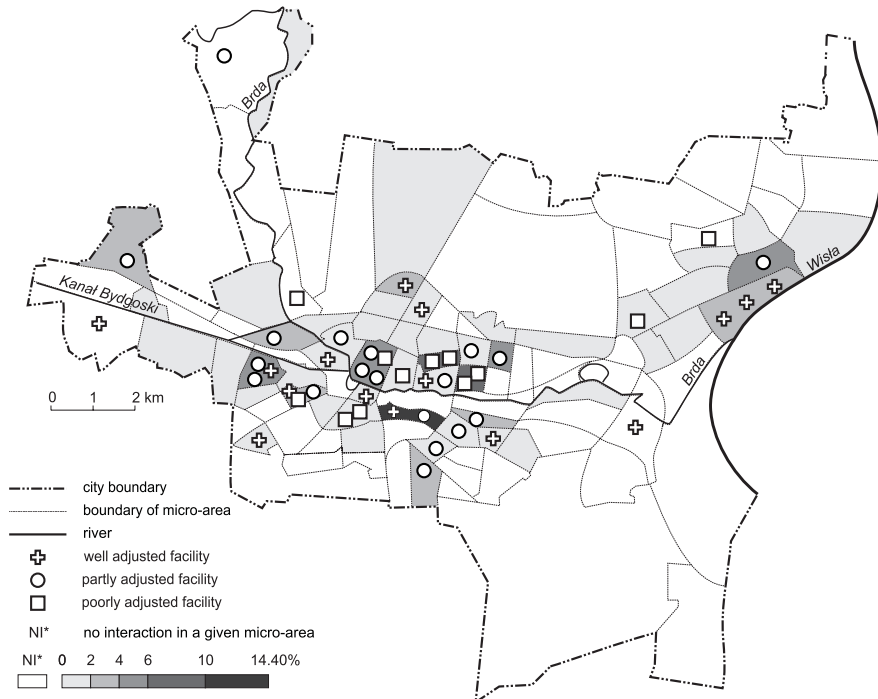 Brda
Kanał Bydgoski
Wisła
Brda
0 1 2 km
city boundary
boundary of micro-area
river
well adjusted facility
partly adjusted facility
poorly adjusted facility
NI* no interaction in a given micro-area
NI* 0 2 4 6 10 14.40%